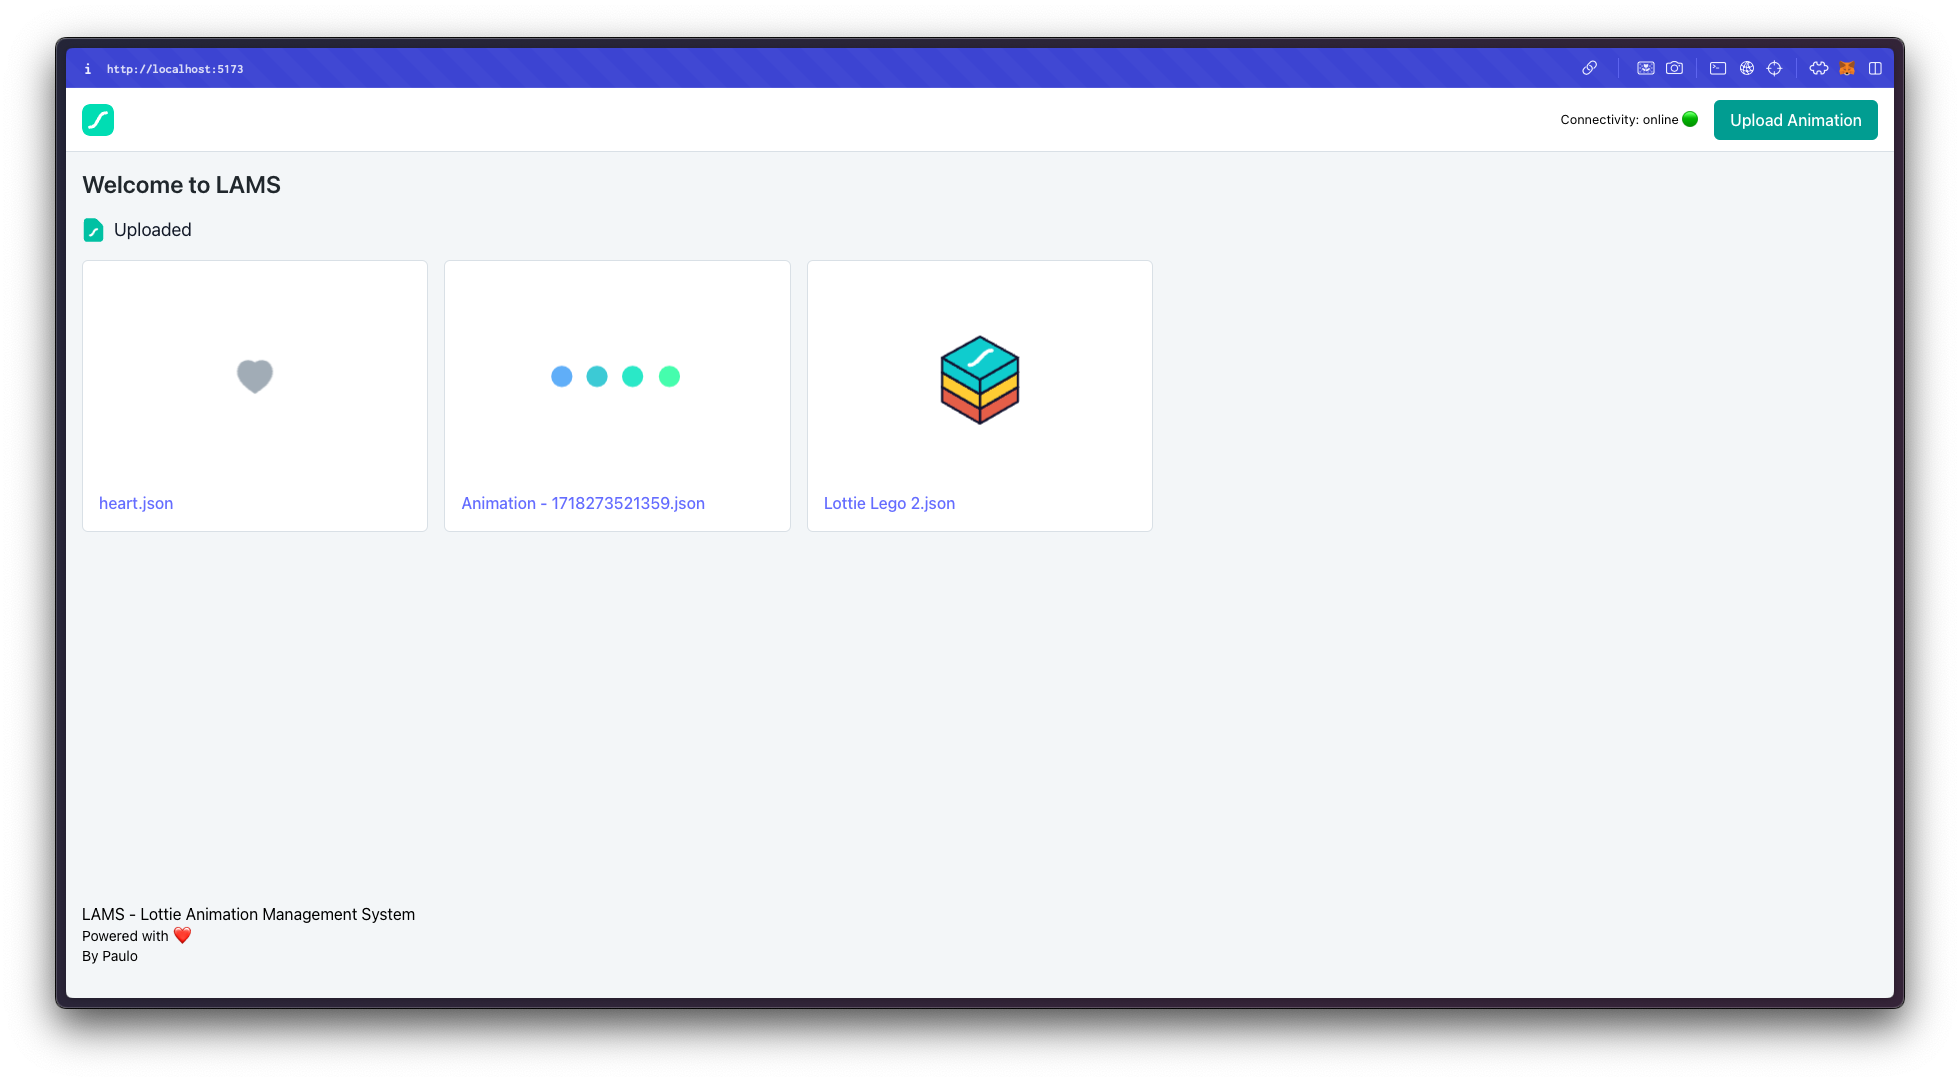 i http://localhost:5173
Connectivity: online
Upload Animation
Welcome to LAMS
Uploaded
heart.json
Animation - 1718273521359.json
Lottie Lego 2.json
LAMS - Lottie Animation Management System
Powered with ❤️
By Paulo